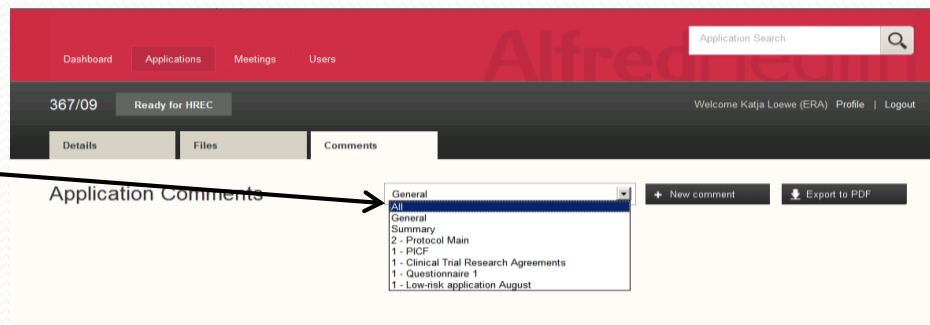 AlfredHealth
Application Search
Dashboard Applications Meetings Users
367/09 Ready for HREC Welcome Katja Loewe (ERA) Profile | Logout
Details Files Comments
Application Comments General + New comment Export to PDF
All
General
Summary
2 - Protocol Main
1 - PICF
1 - Clinical Trial Research Agreements
1 - Questionnaire 1
1 - Low-risk application August